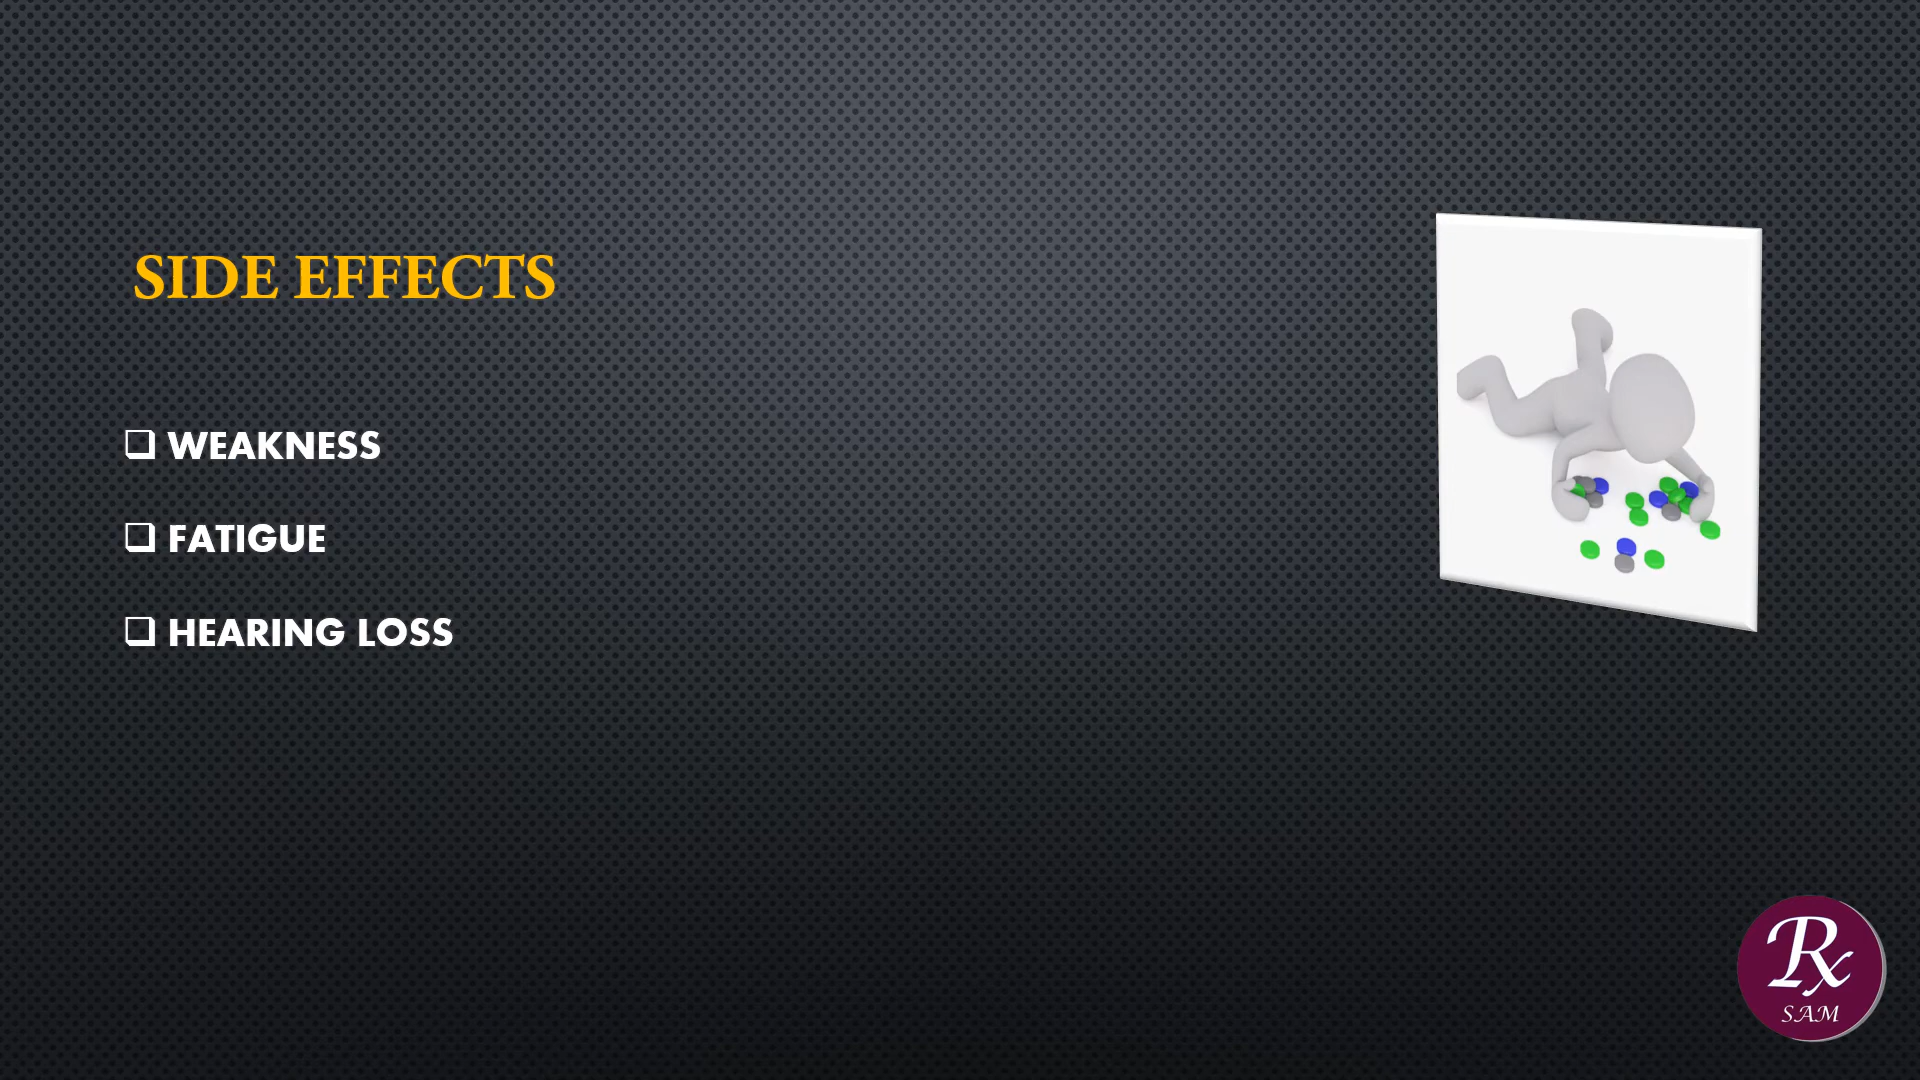 SIDE EFFECTS
❑ WEAKNESS
❑ FATIGUE
❑ HEARING LOSS
Rx
SAM